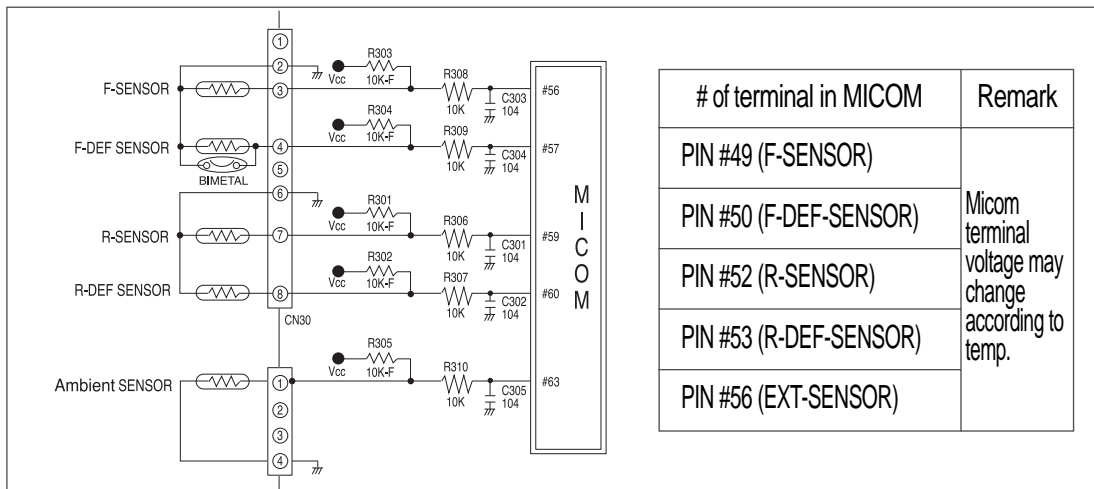 ①
②
F-SENSOR
③
R303
Vcc
10K-F
R308
10K
C303
104
#56
F-DEF SENSOR
④
R304
Vcc
10K-F
R309
10K
C304
104
#57
BIMETAL
⑤
⑥
R-SENSOR
⑦
R301
Vcc
10K-F
R306
10K
C301
104
#59
R-DEF SENSOR
⑧
R302
Vcc
10K-F
R307
10K
C302
104
#60
CN30
Ambient SENSOR
①
②
③
④
R305
Vcc
10K-F
R310
10K
C305
104
#63
MICOM
# of terminal in MICOM Remark
PIN #49 (F-SENSOR)
PIN #50 (F-DEF-SENSOR)
PIN #52 (R-SENSOR)
PIN #53 (R-DEF-SENSOR)
PIN #56 (EXT-SENSOR)
Micom
terminal
voltage may
change
according to
temp.